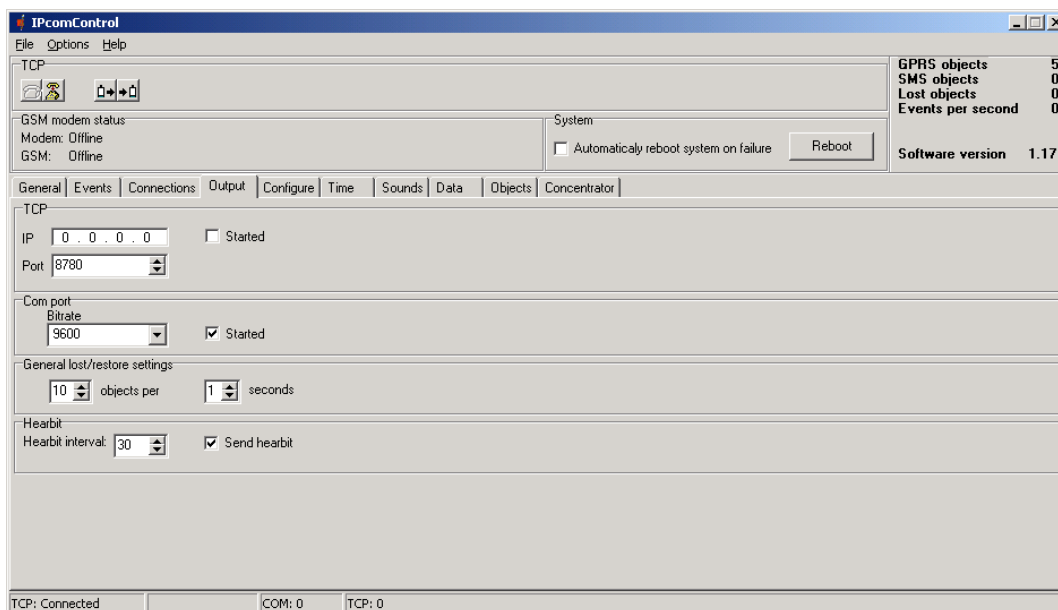 IPcomControl
File Options Help
TCP
GPRS objects 5
SMS objects 0
Lost objects 0
Events per second 0
Software version 1.17
GSM modem status
Modem: Offline
GSM: Offline
System
Automaticaly reboot system on failure
Reboot
General Events Connections Output Configure Time Sounds Data Objects Concentrator
TCP
IP 0 . 0 . 0 . 0 Started
Port 8780
Com port
Bitrate
9600 Started
General lost/restore settings
10 objects per 1 seconds
Hearbit
Hearbit interval: 30 Send hearbit
TCP: Connected COM: 0 TCP: 0